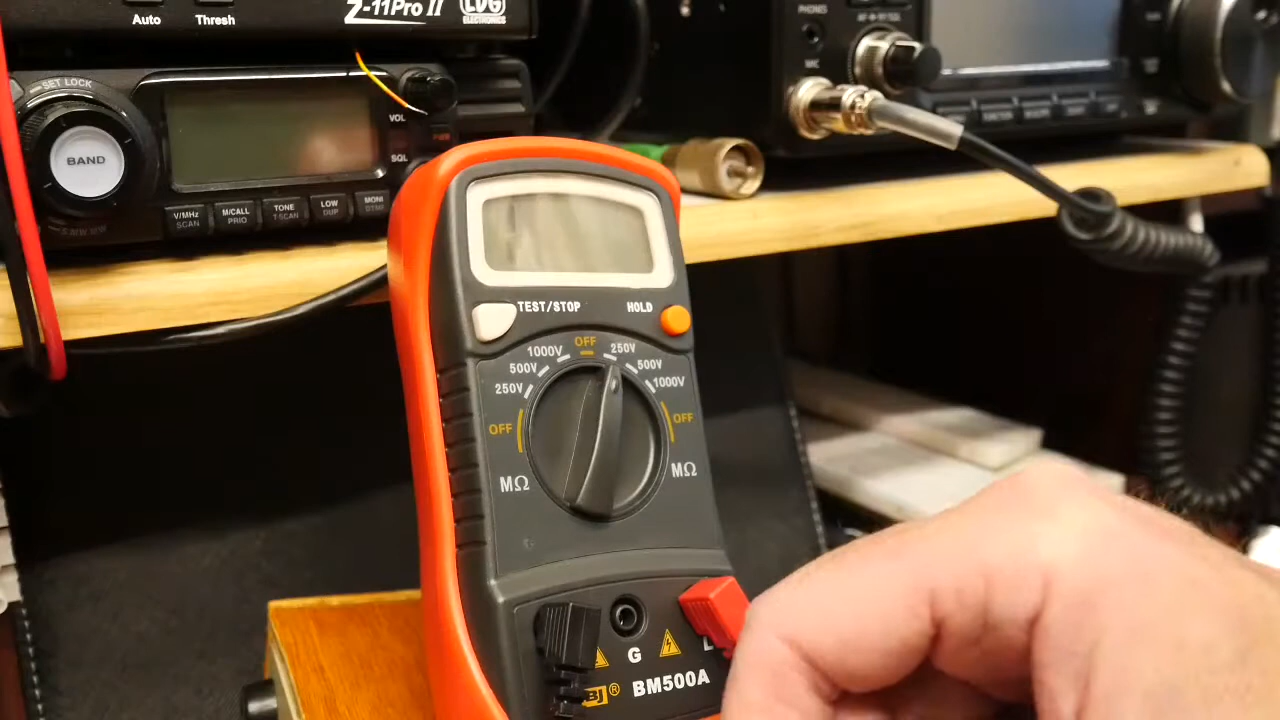 Auto
Thresh
Z-11Pro II
LDG
ELECTRONICS
PHONES
MIC
SET LOCK
BAND
VOL
SQL
V/MHz
SCAN
M/CALL
PRIO
TONE
T-SCAN
LOW
DUP
MONI
DTMF
TEST/STOP
HOLD
OFF
1000V
250V
500V
500V
250V
1000V
OFF
OFF
MΩ
MΩ
G
L
BJ®
BM500A